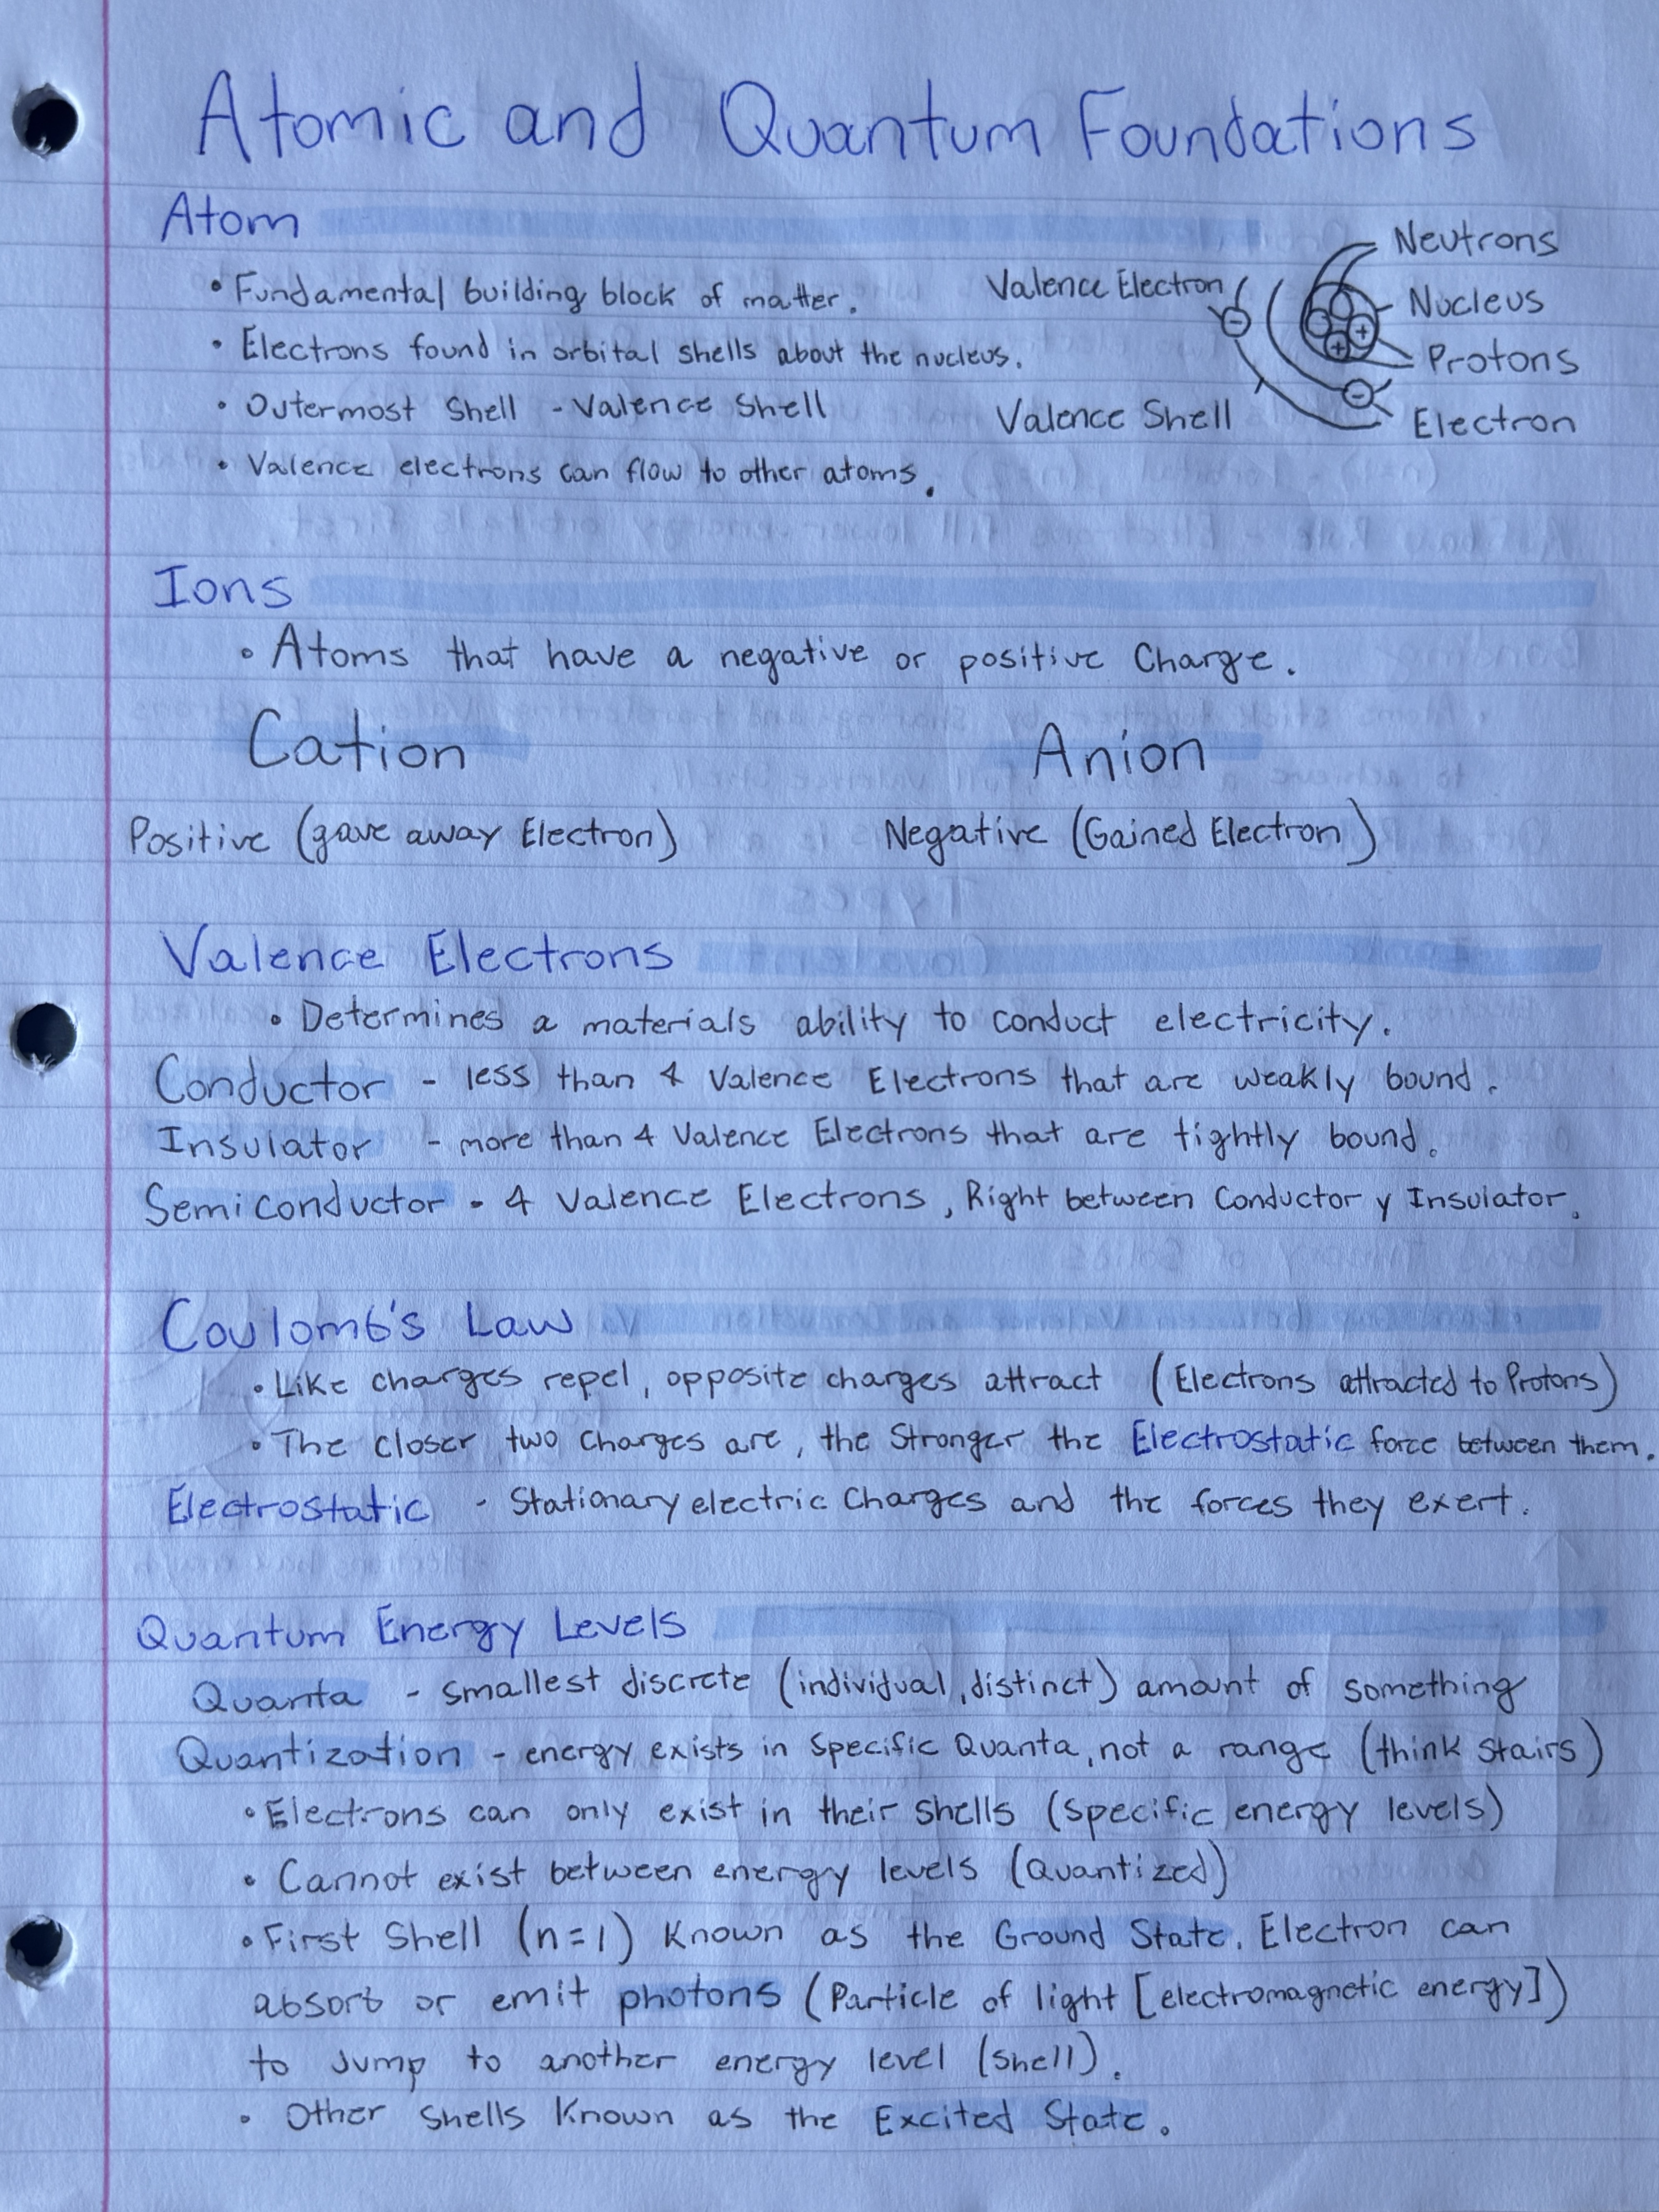 Atomic and Quantum Foundations
Atom
• Fundamental building block of matter.
• Electrons found in orbital shells about the nucleus.
• Outermost Shell - Valence Shell
• Valence electrons can flow to other atoms.
Neutrons
Valence Electron
Nucleus
Protons
Valence Shell
Electron
Ions
• Atoms that have a negative or positive Charge.
Cation Anion
Positive (gave away Electron) Negative (Gained Electron)
Valence Electrons
• Determines a materials ability to conduct electricity.
Conductor - less than 4 Valence Electrons that are weakly bound.
Insulator - more than 4 Valence Electrons that are tightly bound.
Semiconductor - 4 Valence Electrons, Right between Conductor y Insulator.
Coulomb's Law
• Like charges repel, opposite charges attract (Electrons attracted to Protons)
• The closer two charges are, the Stronger the Electrostatic force between them.
Electrostatic - Stationary electric Charges and the forces they exert.
Quantum Energy Levels
Quanta - smallest discrete (individual, distinct) amount of something
Quantization - energy exists in specific Quanta, not a range (think stairs)
• Electrons can only exist in their shells (specific energy levels)
• Cannot exist between energy levels (Quantized)
• First Shell (n=1) Known as the Ground State. Electron can
absorb or emit photons (Particle of light [electromagnetic energy])
to Jump to another energy level (shell).
• Other Shells Known as the Excited State.